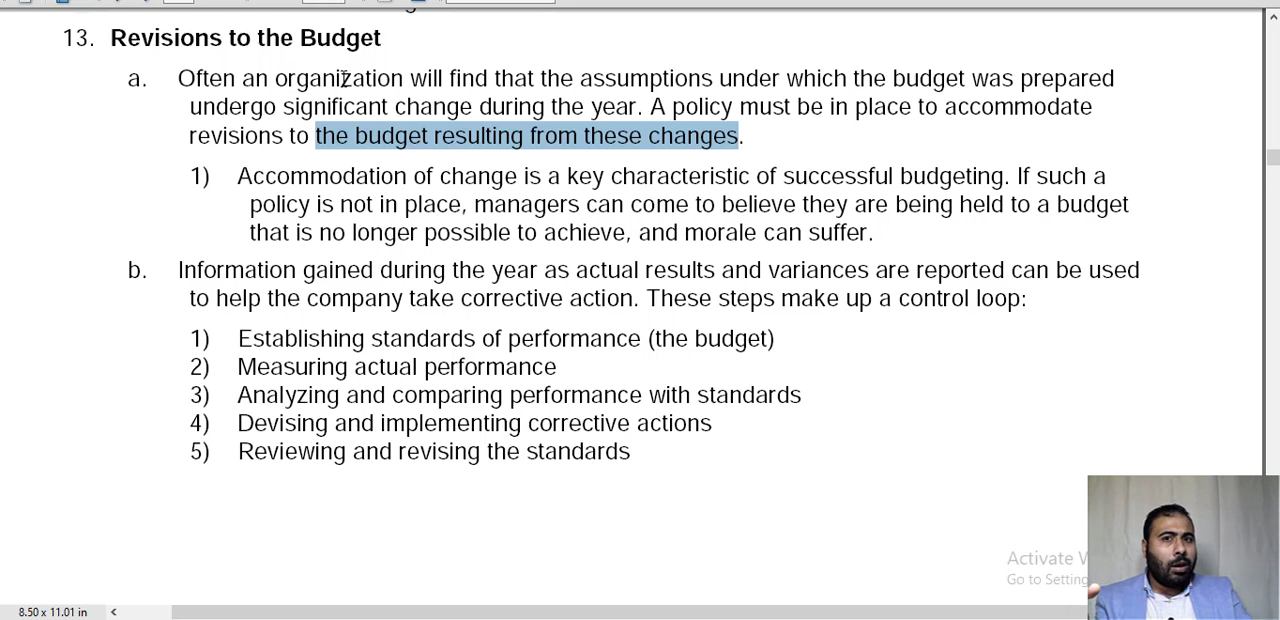 13. Revisions to the Budget
a. Often an organization will find that the assumptions under which the budget was prepared
undergo significant change during the year. A policy must be in place to accommodate
revisions to the budget resulting from these changes.
1) Accommodation of change is a key characteristic of successful budgeting. If such a
policy is not in place, managers can come to believe they are being held to a budget
that is no longer possible to achieve, and morale can suffer.
b. Information gained during the year as actual results and variances are reported can be used
to help the company take corrective action. These steps make up a control loop:
1) Establishing standards of performance (the budget)
2) Measuring actual performance
3) Analyzing and comparing performance with standards
4) Devising and implementing corrective actions
5) Reviewing and revising the standards
Activate
Go to Setting
8.50 x 11.01 in